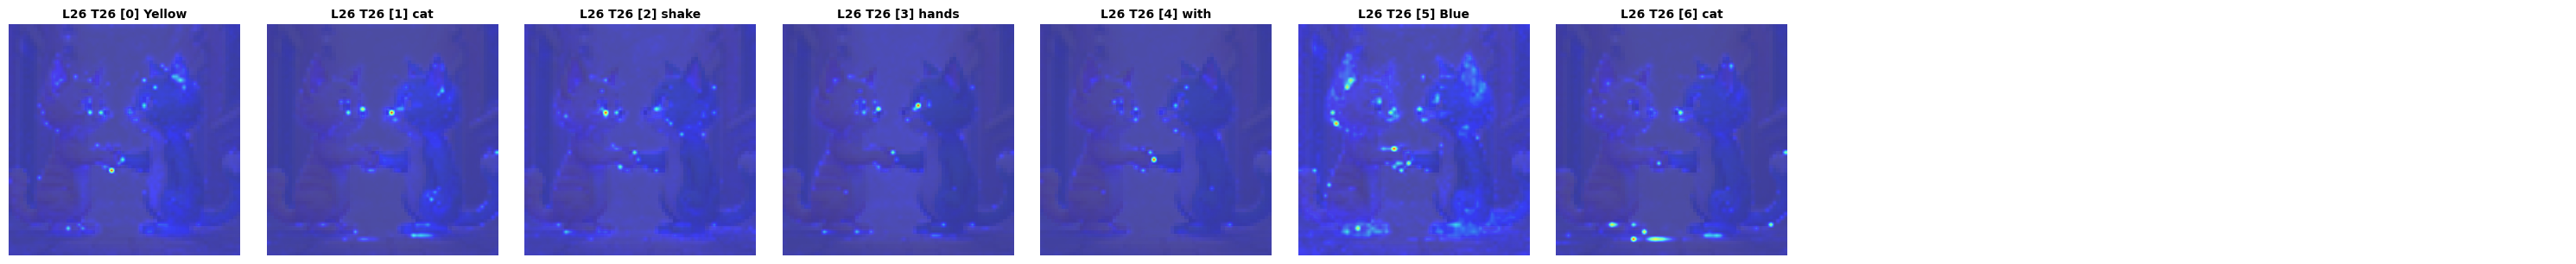 L26 T26 [0] Yellow
L26 T26 [1] cat
L26 T26 [2] shake
L26 T26 [3] hands
L26 T26 [4] with
L26 T26 [5] Blue
L26 T26 [6] cat